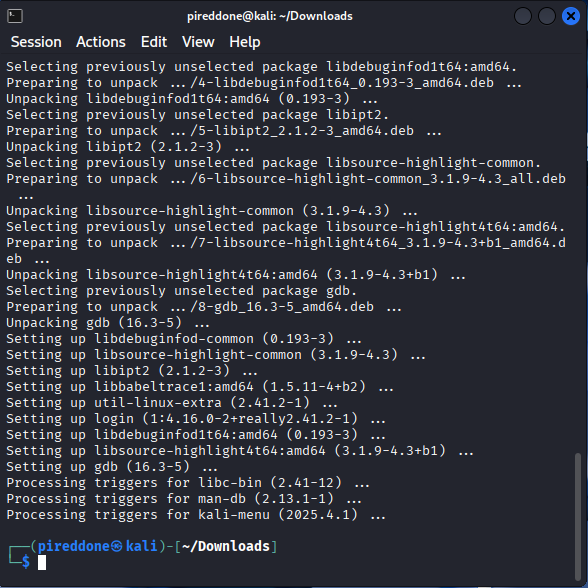 pireddone@kali: ~/Downloads
Session Actions Edit View Help
Selecting previously unselected package libdebuginfod1t64:amd64.
Preparing to unpack .../4-libdebuginfod1t64_0.193-3_amd64.deb ...
Unpacking libdebuginfod1t64:amd64 (0.193-3) ...
Selecting previously unselected package libipt2.
Preparing to unpack .../5-libipt2_2.1.2-3_amd64.deb ...
Unpacking libipt2 (2.1.2-3) ...
Selecting previously unselected package libsource-highlight-common.
Preparing to unpack .../6-libsource-highlight-common_3.1.9-4.3_all.deb
...
Unpacking libsource-highlight-common (3.1.9-4.3) ...
Selecting previously unselected package libsource-highlight4t64:amd64.
Preparing to unpack .../7-libsource-highlight4t64_3.1.9-4.3+b1_amd64.d
eb ...
Unpacking libsource-highlight4t64:amd64 (3.1.9-4.3+b1) ...
Selecting previously unselected package gdb.
Preparing to unpack .../8-gdb_16.3-5_amd64.deb ...
Unpacking gdb (16.3-5) ...
Setting up libdebuginfod-common (0.193-3) ...
Setting up libsource-highlight-common (3.1.9-4.3) ...
Setting up libipt2 (2.1.2-3) ...
Setting up libbabeltrace1:amd64 (1.5.11-4+b2) ...
Setting up util-linux-extra (2.41.2-1) ...
Setting up login (1:4.16.0-2+really2.41.2-1) ...
Setting up libdebuginfod1t64:amd64 (0.193-3) ...
Setting up libsource-highlight4t64:amd64 (3.1.9-4.3+b1) ...
Setting up gdb (16.3-5) ...
Processing triggers for libc-bin (2.41-12) ...
Processing triggers for man-db (2.13.1-1) ...
Processing triggers for kali-menu (2025.4.1) ...
┌──(pireddone㉿kali)-[~/Downloads]
└─$